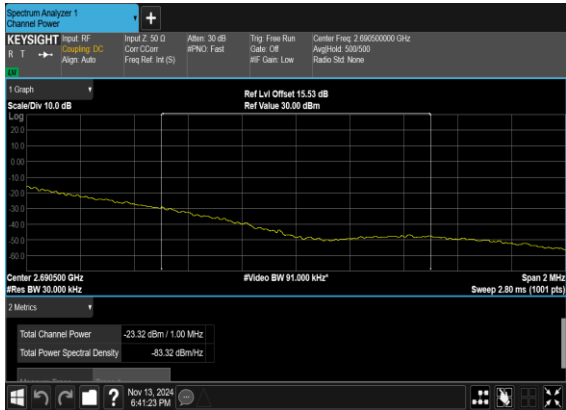 Spectrum Analyzer 1
Channel Power
+
KEYSIGHT
R T
LXI
Input: RF
Coupling: DC
Align: Auto
Input Z: 50 Ω
Corr CCorr
Freq Ref: Int (S)
Atten: 30 dB
#PNO: Fast
Trig: Free Run
Gate: Off
#IF Gain: Low
Center Freq: 2.690500000 GHz
Avg|Hold: 500/500
Radio Std: None
1 Graph
Scale/Div 10.0 dB
Ref Lvl Offset 15.53 dB
Ref Value 30.00 dBm
Log
20.0
10.0
0.00
-10.0
-20.0
-30.0
-40.0
-50.0
-60.0
Center 2.690500 GHz
#Res BW 30.000 kHz
#Video BW 91.000 kHz*
Span 2 MHz
Sweep 2.80 ms (1001 pts)
2 Metrics
Total Channel Power -23.32 dBm / 1.00 MHz
Total Power Spectral Density -83.32 dBm/Hz
?
Nov 13, 2024
6:41:23 PM